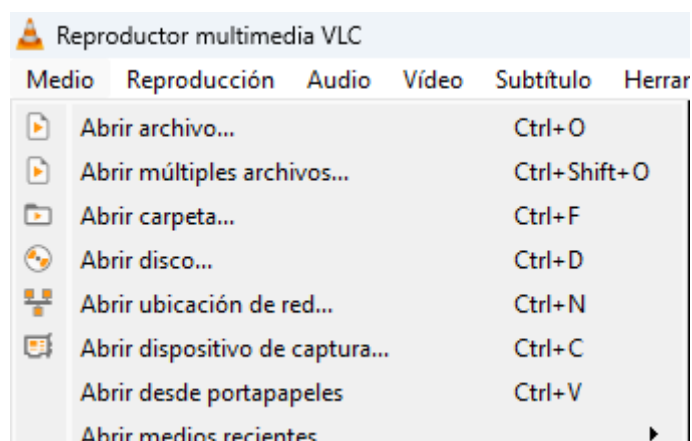 Reproductor multimedia VLC
Medio Reproducción Audio Vídeo Subtítulo Herrar
Abrir archivo... Ctrl+O
Abrir múltiples archivos... Ctrl+Shift+O
Abrir carpeta... Ctrl+F
Abrir disco... Ctrl+D
Abrir ubicación de red... Ctrl+N
Abrir dispositivo de captura... Ctrl+C
Abrir desde portapapeles Ctrl+V
Abrir medios recientes